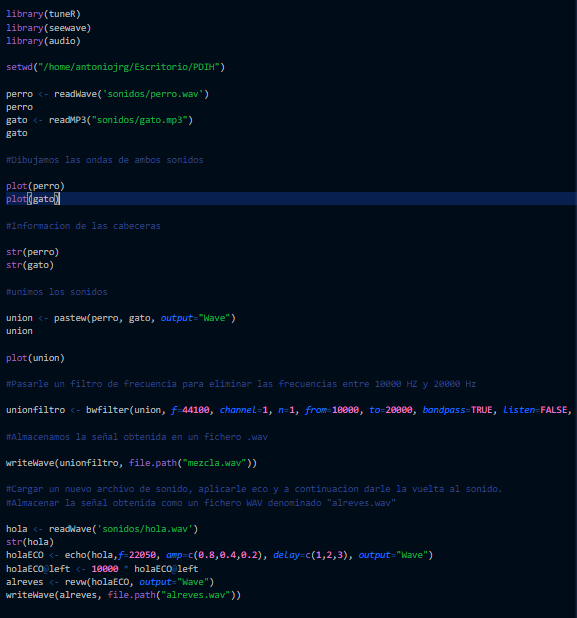 library(tuneR)
library(seewave)
library(audio)
setwd("/home/antoniojrg/Escritorio/PDIH")
perro <- readWave('sonidos/perro.wav')
perro
gato <- readMP3("sonidos/gato.mp3")
gato
#Dibujamos las ondas de ambos sonidos
plot(perro)
plot(gato)
#Informacion de las cabeceras
str(perro)
str(gato)
#unimos los sonidos
union <- pastew(perro, gato, output="Wave")
union
plot(union)
#Pasarle un filtro de frecuencia para eliminar las frecuencias entre 10000 HZ y 20000 Hz
unionfiltro <- bwfilter(union, f=44100, channel=1, n=1, from=10000, to=20000, bandpass=TRUE, listen=FALSE,
#Almacenamos la señal obtenida en un fichero .wav
writeWave(unionfiltro, file.path("mezcla.wav"))
#Cargar un nuevo archivo de sonido, aplicarle eco y a continuacion darle la vuelta al sonido.
#Almacenar la señal obtenida como un fichero WAV denominado "alreves.wav"
hola <- readWave('sonidos/hola.wav')
str(hola)
holaECO <- echo(hola,f=22050, amp=c(0.8,0.4,0.2), delay=c(1,2,3), output="Wave")
holaECO@left <- 10000 * holaECO@left
alreves <- revw(holaECO, output="Wave")
writeWave(alreves, file.path("alreves.wav"))